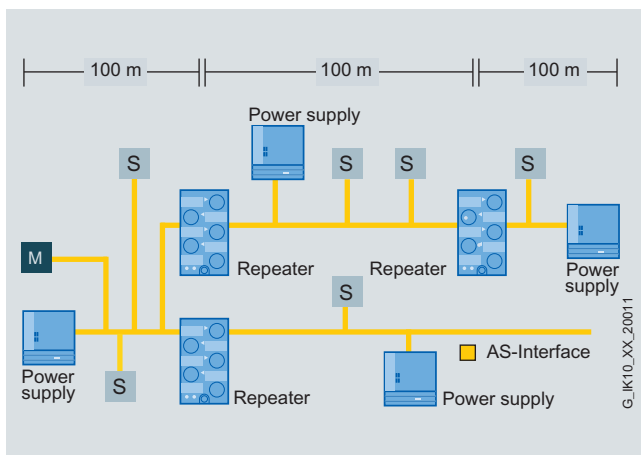 100 m
100 m
100 m
Power supply
S
S
S
S
M
Repeater
Repeater
Power
supply
S
Power
supply
S
Repeater
Power supply
AS-Interface
G_IK10_XX_20011